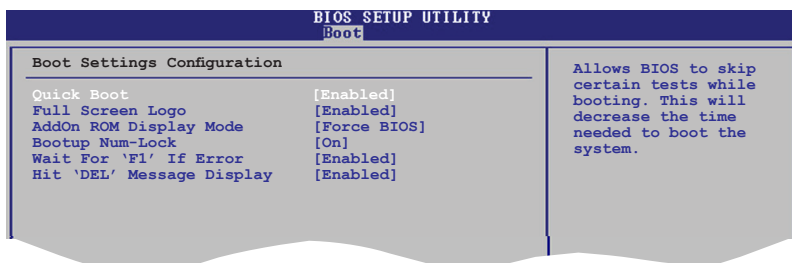 BIOS SETUP UTILITY
Boot
Boot Settings Configuration
Quick Boot [Enabled]
Full Screen Logo [Enabled]
AddOn ROM Display Mode [Force BIOS]
Bootup Num-Lock [On]
Wait For ‘F1’ If Error [Enabled]
Hit ‘DEL’ Message Display [Enabled]
Allows BIOS to skip
certain tests while
booting. This will
decrease the time
needed to boot the
system.